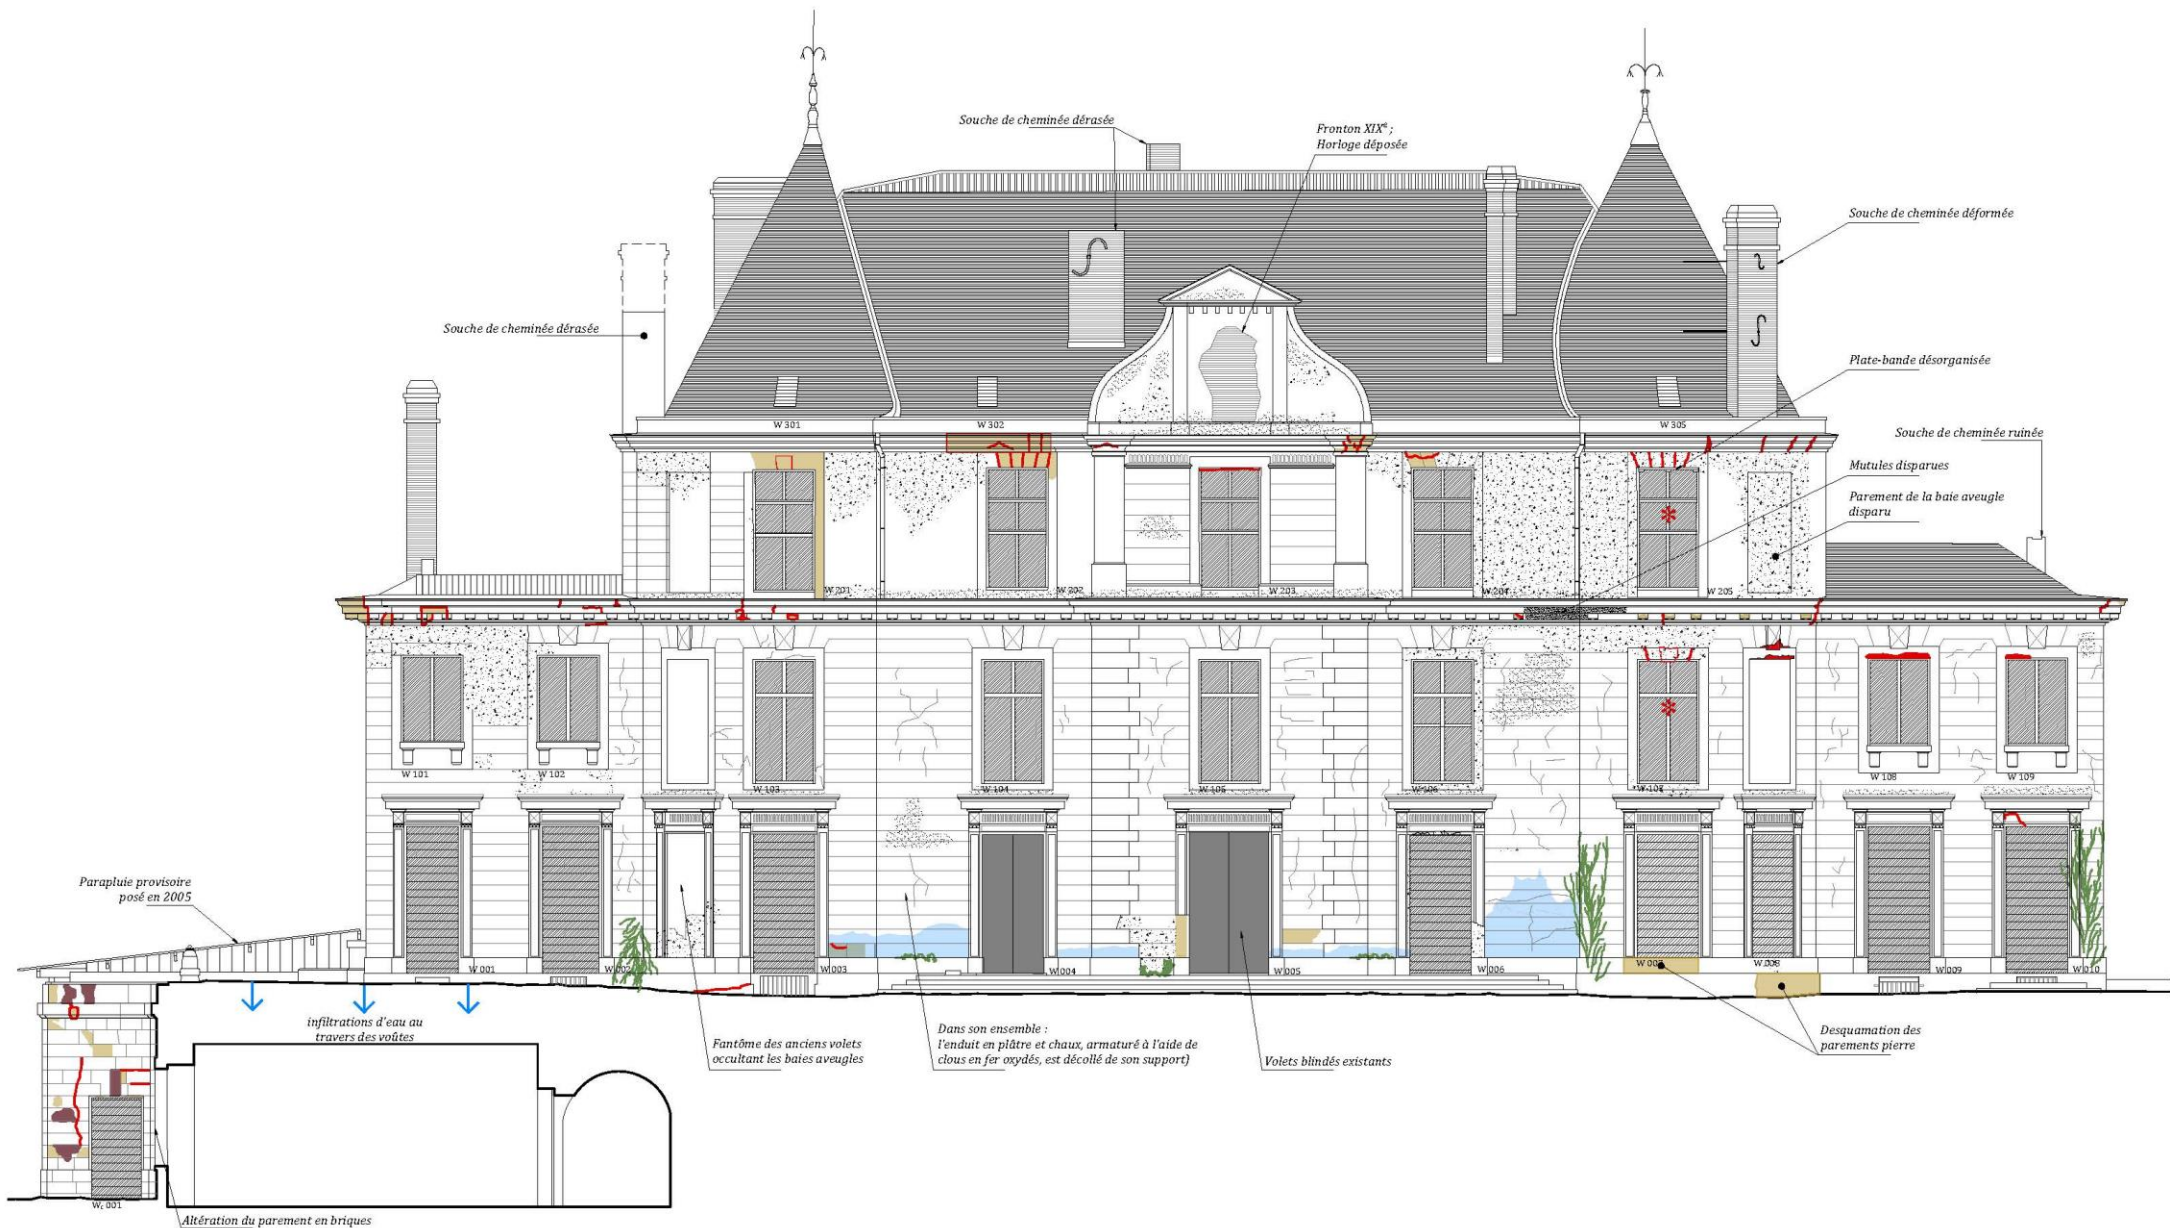 Souche de cheminée dérasée
Fronton XIXᵉ ;
Horloge déposée
Souche de cheminée déformée
Souche de cheminée dérasée
Plate-bande désorganisée
W 301
W 302
W 305
Souche de cheminée ruinée
Mutules disparues
Parement de la baie aveugle
disparu
W 201
W 202
W 203
W 204
W 205
W 101
W 102
W 103
W 104
W 105
W 106
W 107
W 108
W 109
Parapluie provisoire
posé en 2005
W 001
W 002
W 003
W 004
W 005
W 006
W 007
W 008
W 009
W 010
infiltrations d'eau au
travers des voûtes
Fantôme des anciens volets
occultant les baies aveugles
Dans son ensemble :
l'enduit en plâtre et chaux, armaturé à l'aide de
clous en fer oxydés, est décollé de son support)
Volets blindés existants
Desquamation des
parements pierre
W꜀ 001
Altération du parement en briques